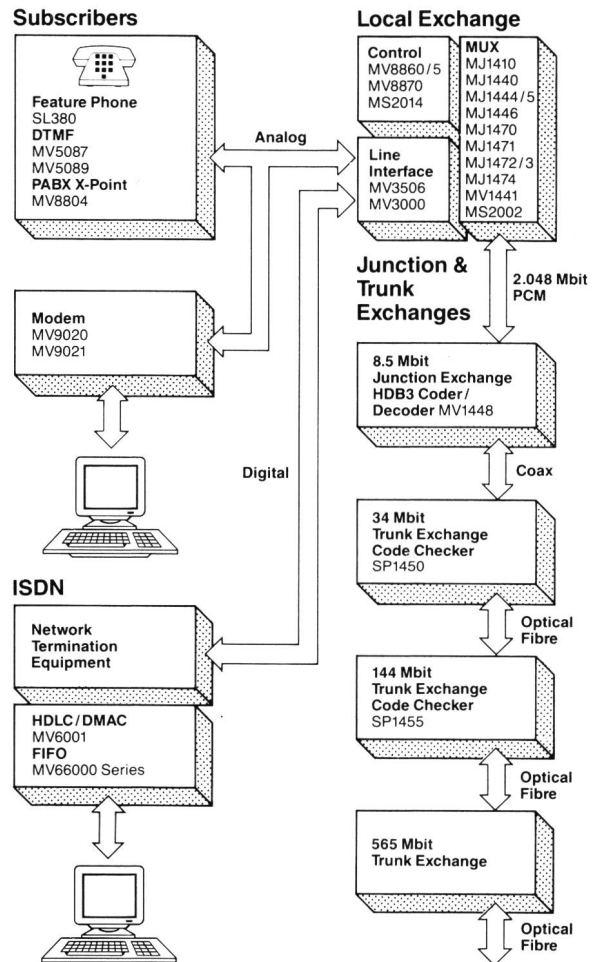 Subscribers
Feature Phone
SL380
DTMF
MV5087
MV5089
PABX X-Point
MV8804
Analog
Modem
MV9020
MV9021
Digital
ISDN
Network
Termination
Equipment
HDLC/DMAC
MV6001
FIFO
MV66000 Series
Local Exchange
Control
MV8860/5
MV8870
MS2014
Line
Interface
MV3506
MV3000
MUX
MJ1410
MJ1440
MJ1444/5
MJ1446
MJ1470
MJ1471
MJ1472/3
MJ1474
MV1441
MS2002
Junction &
Trunk
Exchanges
2.048 Mbit
PCM
8.5 Mbit
Junction Exchange
HDB3 Coder/
Decoder MV1448
Coax
34 Mbit
Trunk Exchange
Code Checker
SP1450
Optical
Fibre
144 Mbit
Trunk Exchange
Code Checker
SP1455
Optical
Fibre
565 Mbit
Trunk Exchange
Optical
Fibre